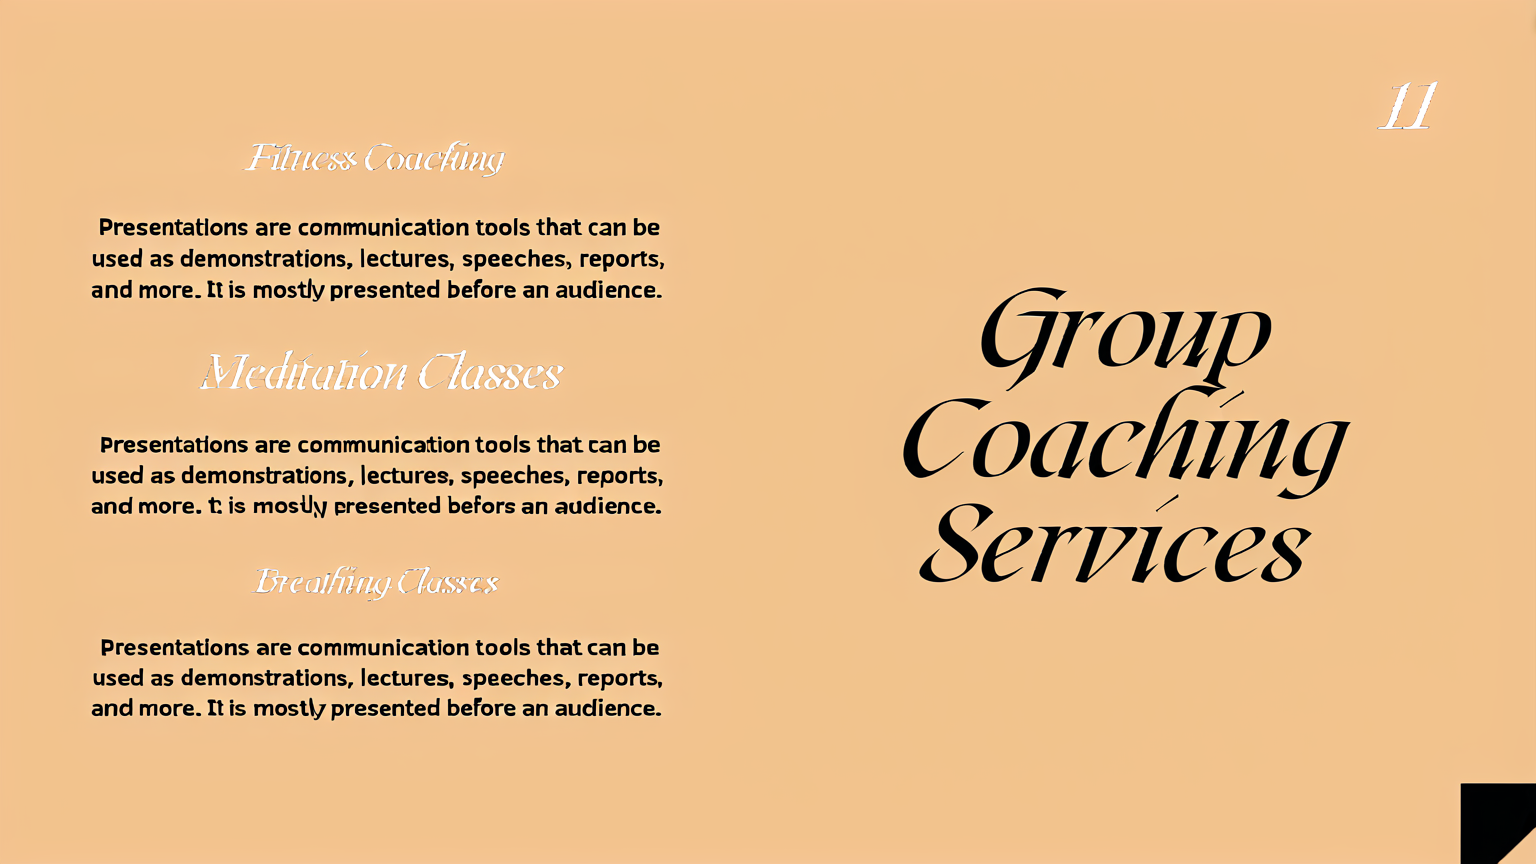 11
Fitness Coaching
Presentations are communication tools that can be
used as demonstrations, lectures, speeches, reports,
and more. It is mostly presented before an audience.
Meditation Classes
Presentations are communication tools that can be
used as demonstrations, lectures, speeches, reports,
and more. It is mostly presented befors an audience.
Breathing Classes
Presentations are communication tools that can be
used as demonstrations, lectures, speeches, reports,
and more. It is mostly presented before an audience.
Group
Coaching
Services